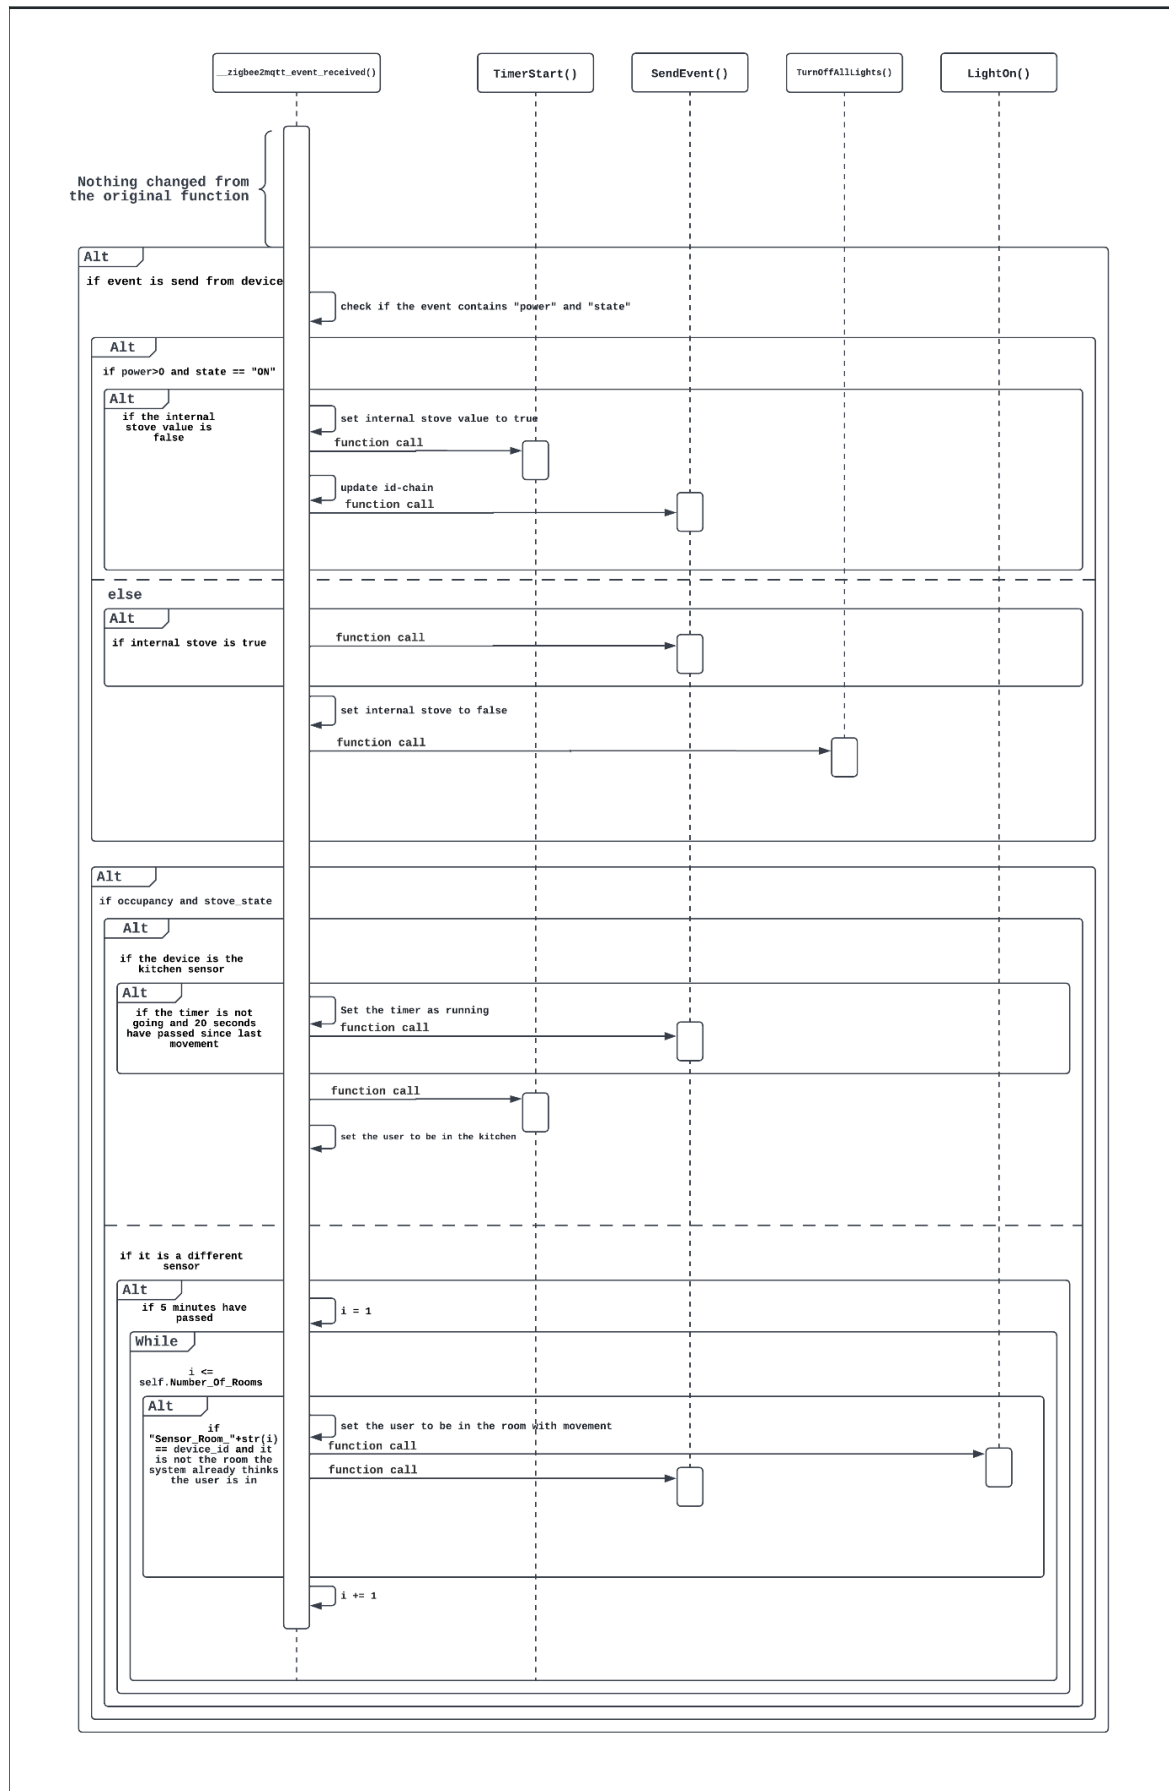 __zigbee2mqtt_event_received()
TimerStart()
SendEvent()
TurnOffAllLights()
LightOn()
Nothing changed from
the original function
Alt
if event is send from device
check if the event contains "power" and "state"
Alt
if power>0 and state == "ON"
Alt
if the internal
stove value is
false
set internal stove value to true
function call
update id-chain
function call
else
Alt
if internal stove is true
function call
set internal stove to false
function call
Alt
if occupancy and stove_state
Alt
if the device is the
kitchen sensor
Alt
if the timer is not
going and 20 seconds
have passed since last
movement
Set the timer as running
function call
function call
set the user to be in the kitchen
if it is a different
sensor
Alt
if 5 minutes have
passed
i = 1
While
i <=
self.Number_Of_Rooms
Alt
if
"Sensor_Room_"+str(i)
== device_id and it
is not the room the
system already thinks
the user is in
set the user to be in the room with movement
function call
function call
i += 1